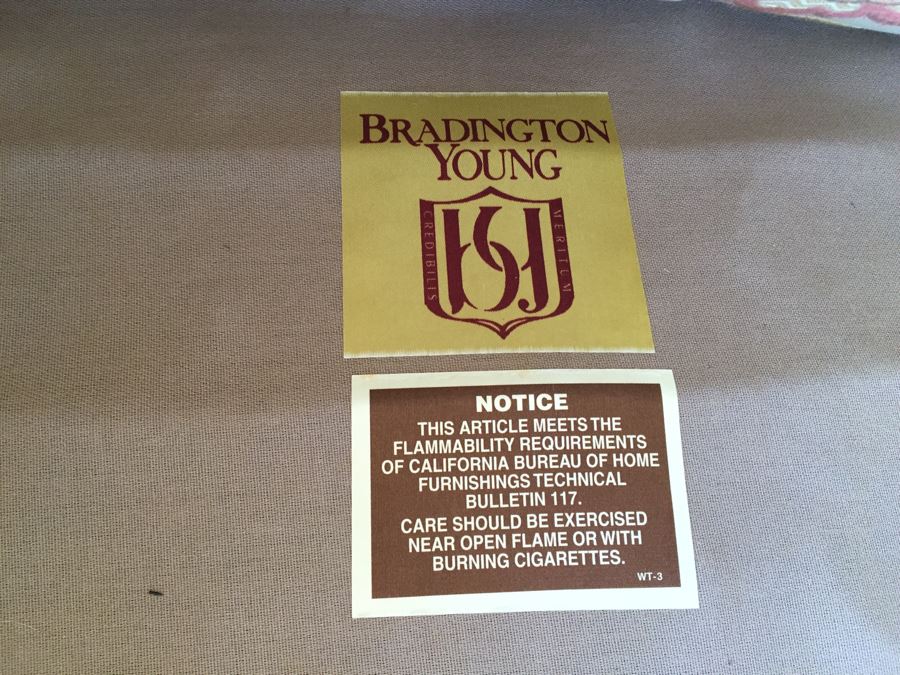 BRADINGTON
YOUNG
CREDIBILIS
MERITUM
NOTICE
THIS ARTICLE MEETS THE
FLAMMABILITY REQUIREMENTS
OF CALIFORNIA BUREAU OF HOME
FURNISHINGS TECHNICAL
BULLETIN 117.
CARE SHOULD BE EXERCISED
NEAR OPEN FLAME OR WITH
BURNING CIGARETTES.
WT-3